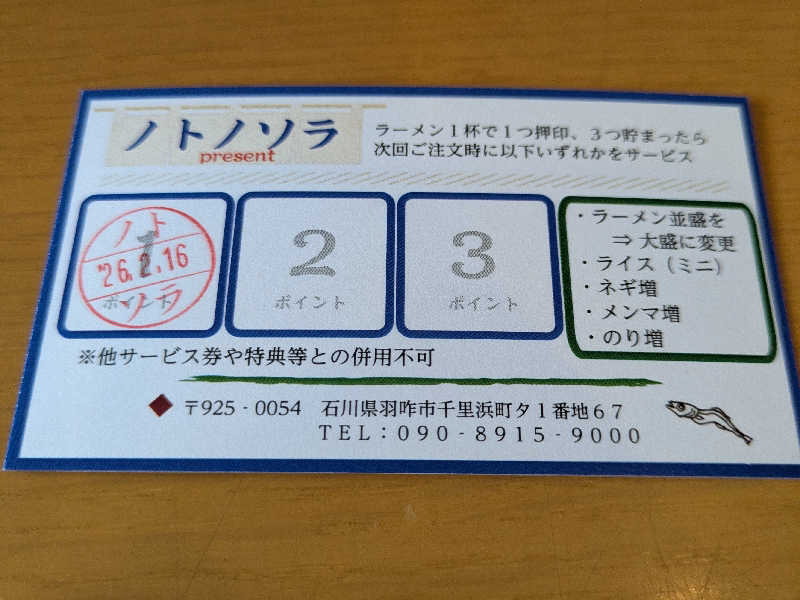 ノトノソラ
present
ラーメン１杯で１つ押印、３つ貯まったら
次回ご注文時に以下いずれかをサービス
1
ポイント
ノト
'26.2.16
ソラ
2
ポイント
3
ポイント
・ラーメン並盛を
⇒ 大盛に変更
・ライス（ミニ）
・ネギ増
・メンマ増
・のり増
※他サービス券や特典等との併用不可
〒925‐0054 石川県羽咋市千里浜町タ１番地６７
ＴＥＬ：０９０‐８９１５‐９０００